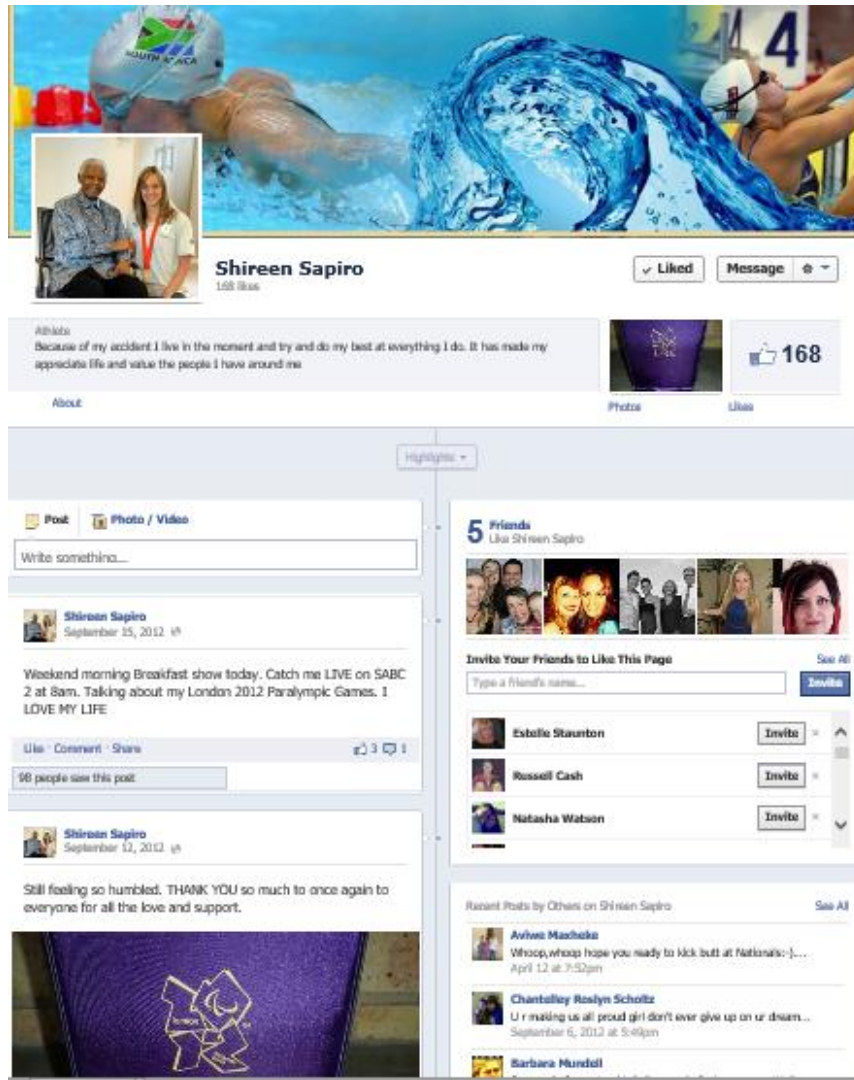 SOUTH AFRICA
4
4
Shireen Sapiro
168 likes
Liked
Message
Athlete
Because of my accident I live in the moment and try and do my best at everything I do. It has made my
appreciate life and value the people I have around me
168
About
Photos
Likes
Highlights
Post
Photo / Video
Write something...
Shireen Sapiro
September 15, 2012
Weekend morning Breakfast show today. Catch me LIVE on SABC
2 at 8am. Talking about my London 2012 Paralympic Games. I
LOVE MY LIFE
Like · Comment · Share
3
1
98 people saw this post
Shireen Sapiro
September 12, 2012
Still feeling so humbled. THANK YOU so much to once again to
everyone for all the love and support.
5 Friends
Like Shireen Sapiro
Invite Your Friends to Like This Page
See All
Type a friend's name...
Invite
Estelle Staunton
Invite
Russell Cash
Invite
Natasha Watson
Invite
Recent Posts by Others on Shireen Sapiro
See All
Aviwe Maxheke
Whoop,whoop hope you ready to kick butt at Nationals:-)....
April 12 at 7:52pm
Chantelley Roslyn Scholtz
U r making us all proud girl don't ever give up on ur dream...
September 6, 2012 at 5:49pm
Barbara Mundell